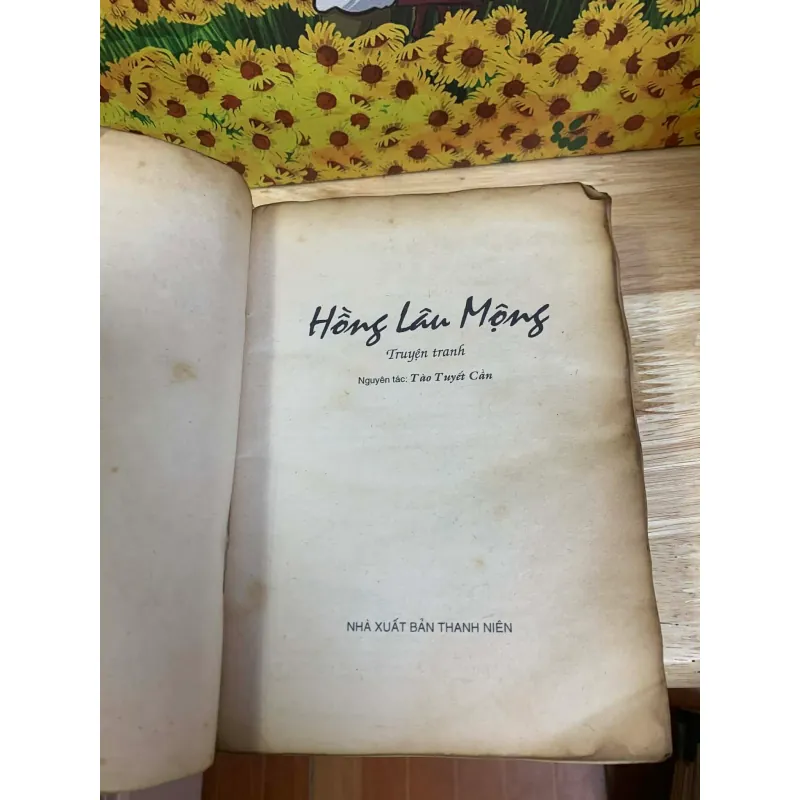 Hồng Lâu Mộng
Truyện tranh
Nguyên tác: Tào Tuyết Cần
NHÀ XUẤT BẢN THANH NIÊN